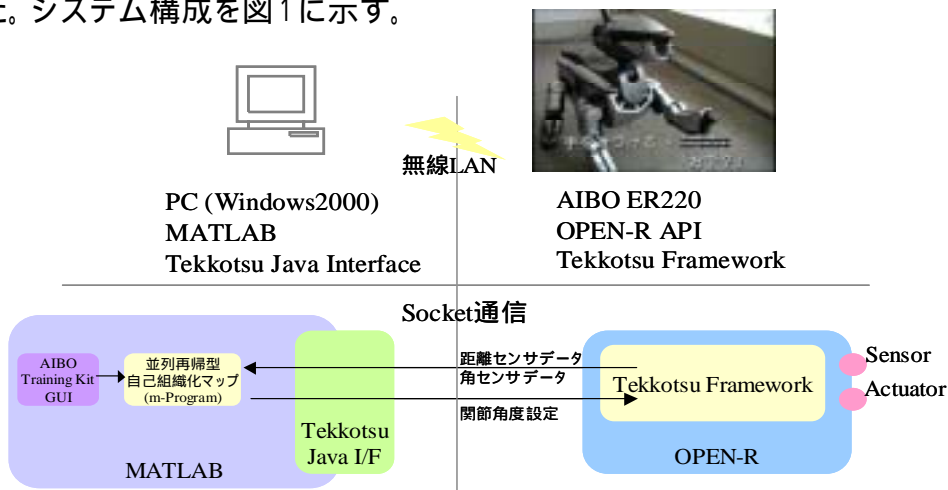 た。システム構成を図1に示す。
無線LAN
PC (Windows2000)
MATLAB
Tekkotsu Java Interface
AIBO ER220
OPEN-R API
Tekkotsu Framework
Socket通信
AIBO
Training Kit
GUI
並列再帰型
自己組織化マップ
(m-Program)
Tekkotsu
Java I/F
MATLAB
距離センサデータ
角センサデータ
関節角度設定
Tekkotsu Framework
OPEN-R
Sensor
Actuator